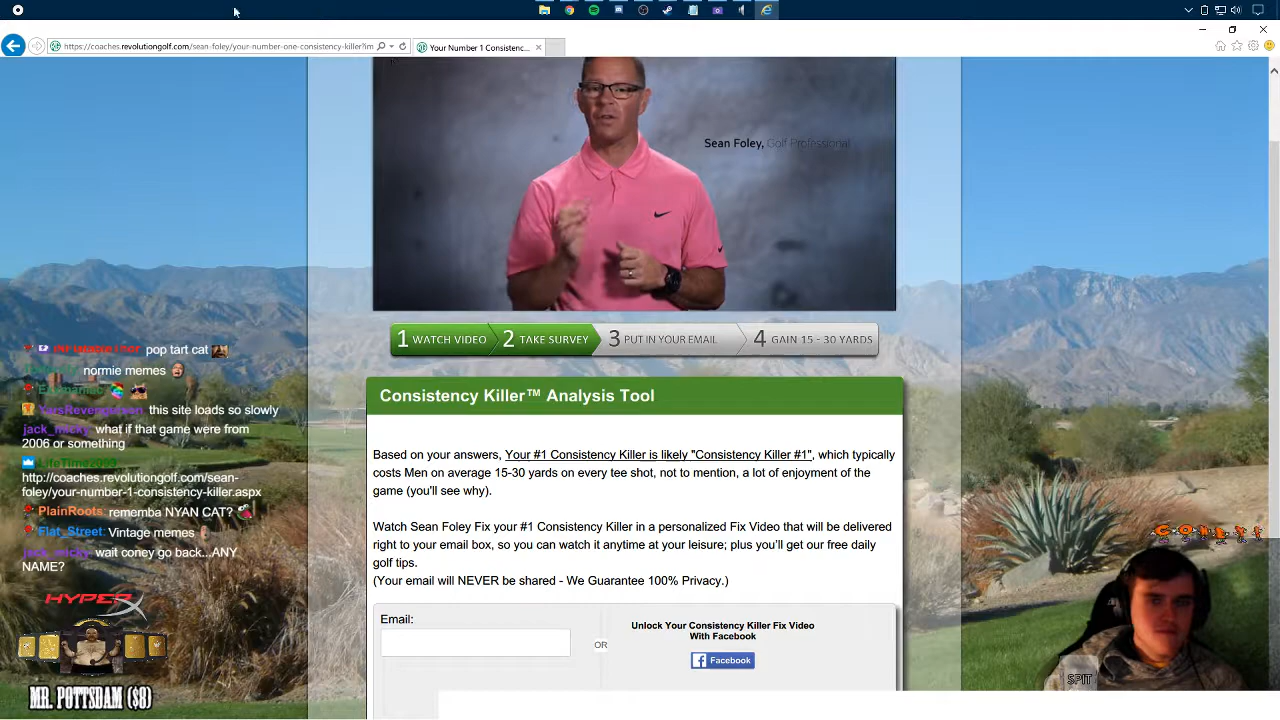 https://coaches.revolutiongolf.com/sean-foley/your-number-one-consistency-killer?im
Your Number 1 Consistenc...
Sean Foley, Golf Professional
1 WATCH VIDEO
2 TAKE SURVEY
3 PUT IN YOUR EMAIL
4 GAIN 15 - 30 YARDS
Consistency Killer™ Analysis Tool
Based on your answers, Your #1 Consistency Killer is likely "Consistency Killer #1", which typically
costs Men on average 15-30 yards on every tee shot, not to mention, a lot of enjoyment of the
game (you'll see why).
Watch Sean Foley Fix your #1 Consistency Killer in a personalized Fix Video that will be delivered
right to your email box, so you can watch it anytime at your leisure; plus you'll get our free daily
golf tips.
(Your email will NEVER be shared - We Guarantee 100% Privacy.)
Email:
OR
Unlock Your Consistency Killer Fix Video
With Facebook
Facebook
pop tart cat
normie memes
this site loads so slowly
jack_micky: what if that game were from
2006 or something
LifeTime2000:
http://coaches.revolutiongolf.com/sean-
foley/your-number-1-consistency-killer.aspx
PlainRoots: rememba NYAN CAT?
Flat_Street: Vintage memes
jack_micky: wait coney go back...ANY
NAME?
HYPERX
MR. POTTSDAM ($8)
CONEY!
SPIT